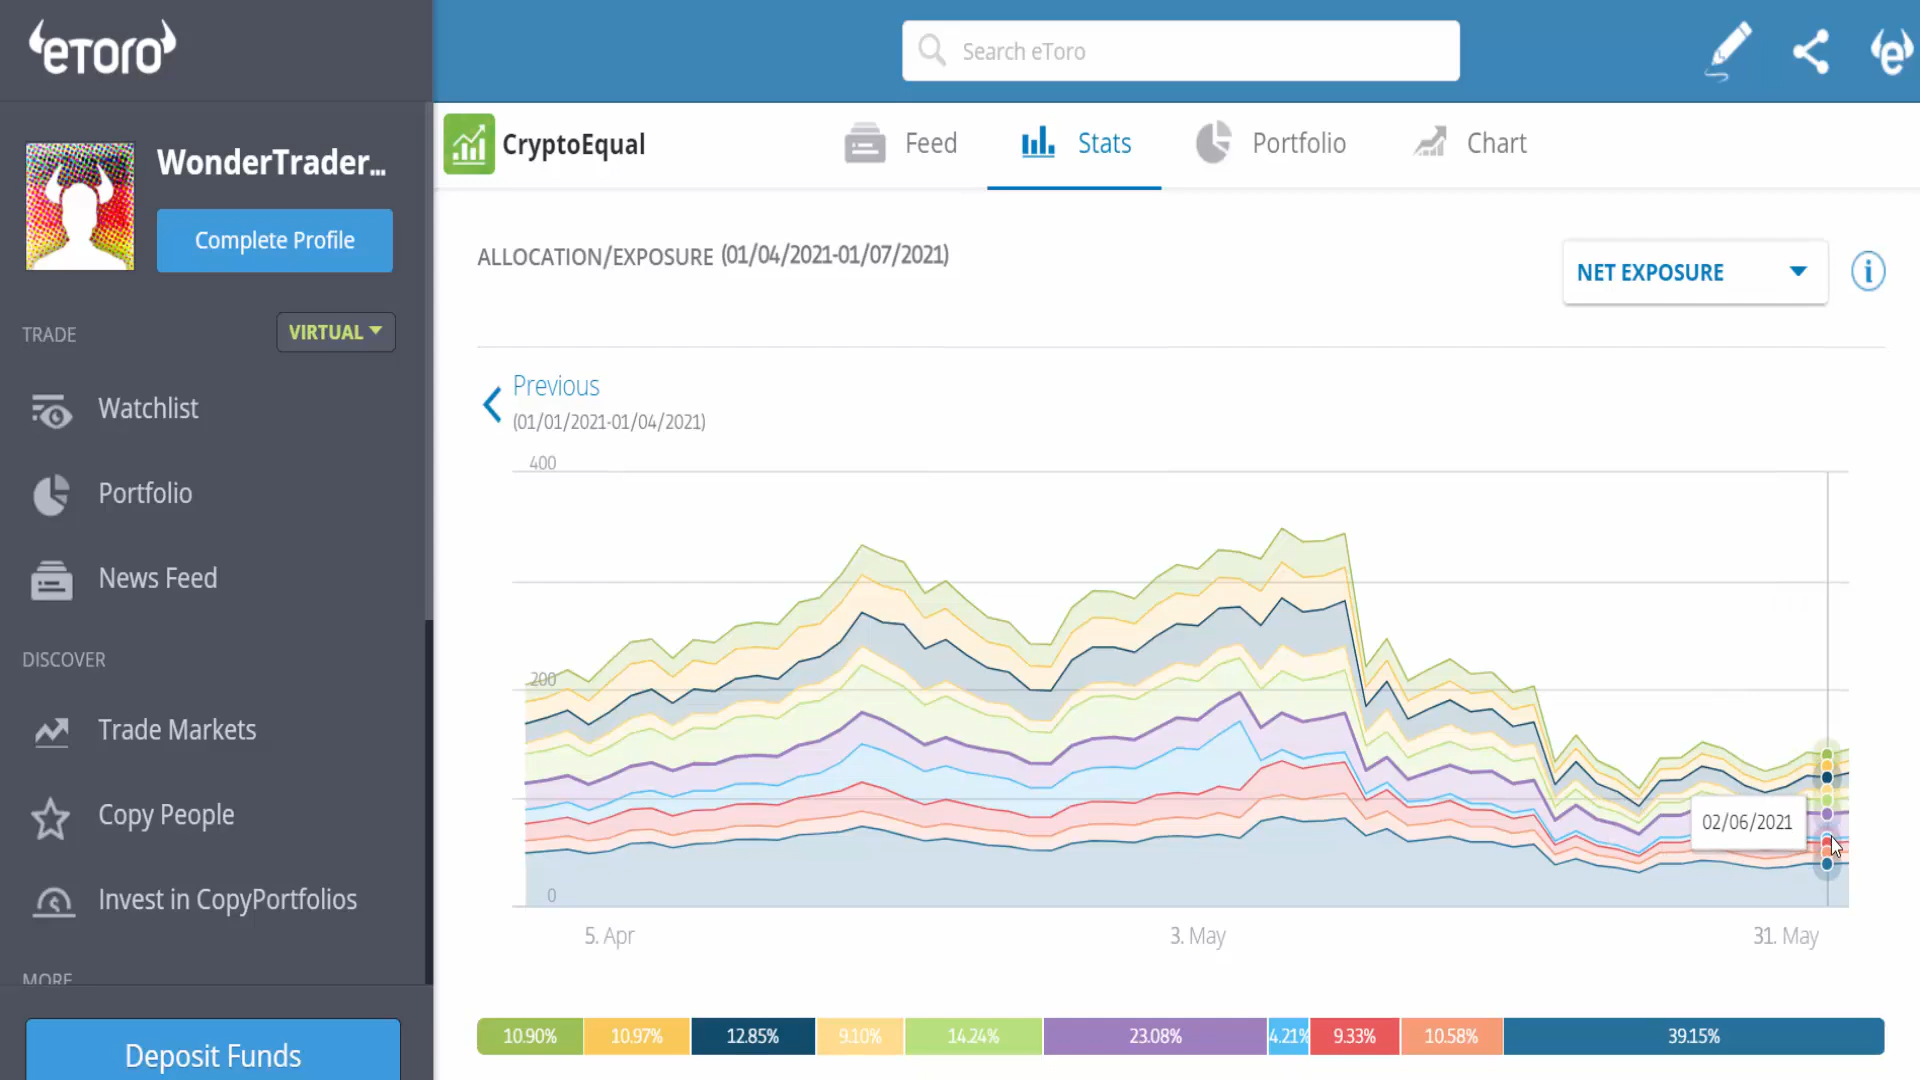 eToro
Search eToro
WonderTrader...
Complete Profile
CryptoEqual
Feed
Stats
Portfolio
Chart
ALLOCATION/EXPOSURE (01/04/2021-01/07/2021)
NET EXPOSURE
TRADE
VIRTUAL
Watchlist
Portfolio
News Feed
DISCOVER
Trade Markets
Copy People
Invest in CopyPortfolios
MORE
Deposit Funds
Previous
(01/01/2021-01/04/2021)
400
200
0
02/06/2021
5. Apr
3. May
31. May
10.90%
10.97%
12.85%
9.10%
14.24%
23.08%
4.21%
9.33%
10.58%
39.15%